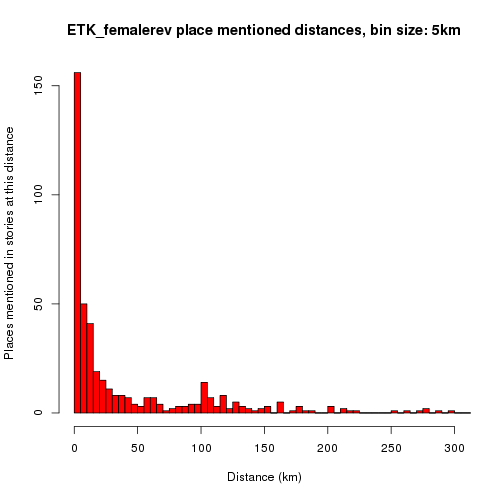 ETK_femalerev place mentioned distances, bin size: 5km
Places mentioned in stories at this distance
150
100
50
0
0 50 100 150 200 250 300
Distance (km)